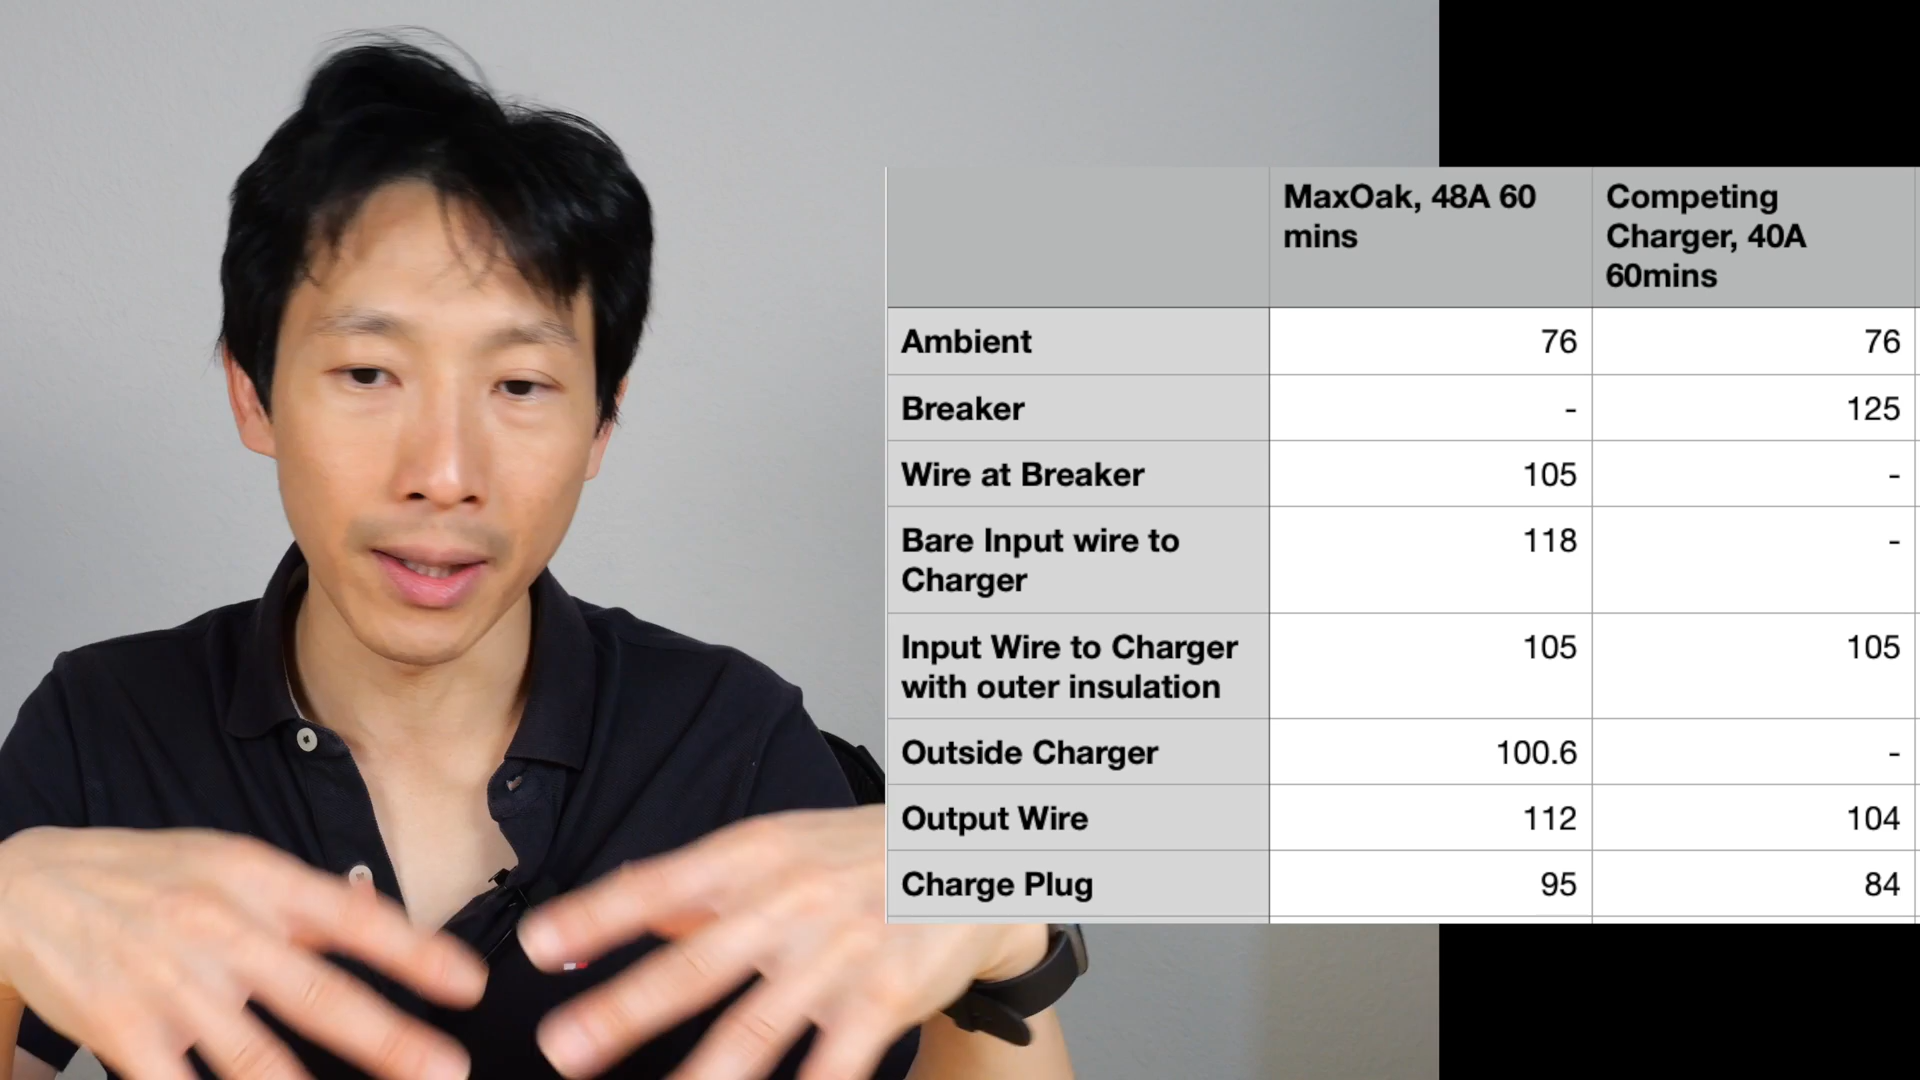 MaxOak, 48A 60
mins
Competing
Charger, 40A
60mins
Ambient 76 76
Breaker - 125
Wire at Breaker 105 -
Bare Input wire to
Charger 118 -
Input Wire to Charger
with outer insulation 105 105
Outside Charger 100.6 -
Output Wire 112 104
Charge Plug 95 84